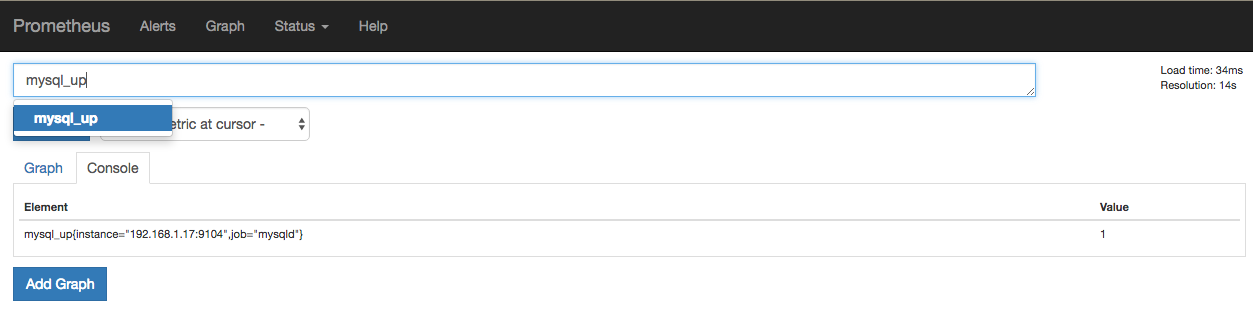 Prometheus Alerts Graph Status Help
mysql_up
Load time: 34ms
Resolution: 14s
mysql_up
etric at cursor -
Graph Console
Element Value
mysql_up{instance="192.168.1.17:9104",job="mysqld"} 1
Add Graph